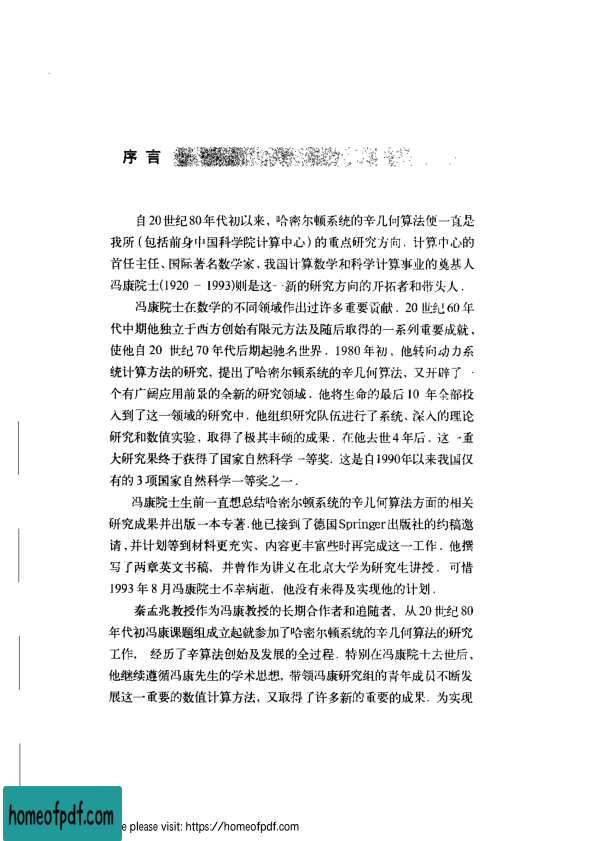 序 言
自20世纪80年代初以来，哈密尔顿系统的辛几何算法便一直是
我所(包括前身中国科学院计算中心)的重点研究方向．计算中心的
首任主任、国际著名数学家、我国计算数学和科学计算事业的奠基人
冯康院士(1920 - 1993)则是这一新的研究方向的开拓者和带头人．
冯康院士在数学的不同领域作出过许多重要贡献．20世纪60年
代中期他独立于西方创始有限元方法及随后取得的一系列重要成就，
使他自20 世纪70年代后期起驰名世界．1980年初，他转向动力系
统计算方法的研究，提出了哈密尔顿系统的辛几何算法，又开辟了一
个有广阔应用前景的全新的研究领域．他将生命的最后10 年全部投
入到了这一领域的研究中．他组织研究队伍进行了系统、深入的理论
研究和数值实验，取得了极其丰硕的成果．在他去世4年后，这一重
大研究果终于获得了国家自然科学一等奖．这是自1990年以来我国仅
有的3项国家自然科学一等奖之一．
冯康院士生前一直想总结哈密尔顿系统的辛几何算法方面的相关
研究成果并出版一本专著．他已接到了德国Springer出版社的约稿邀
请，并计划等到材料更充实、内容更丰富些时再完成这一工作．他撰
写了两章英文书稿，并曾作为讲义在北京大学为研究生讲授．可惜
1993年8月冯康院士不幸病逝，他没有来得及实现他的计划．
秦孟兆教授作为冯康教授的长期合作者和追随者，从20世纪80
年代初冯康课题组成立起就参加了哈密尔顿系统的辛几何算法的研究
工作，经历了辛算法创始及发展的全过程．特别在冯康院士去世后，
他继续遵循冯康先生的学术思想，带领冯康研究组的青年成员不断发
展这一重要的数值计算方法，又取得了许多新的重要的成果．为实现
homeofpdf.com
please visit: https://homeofpdf.com